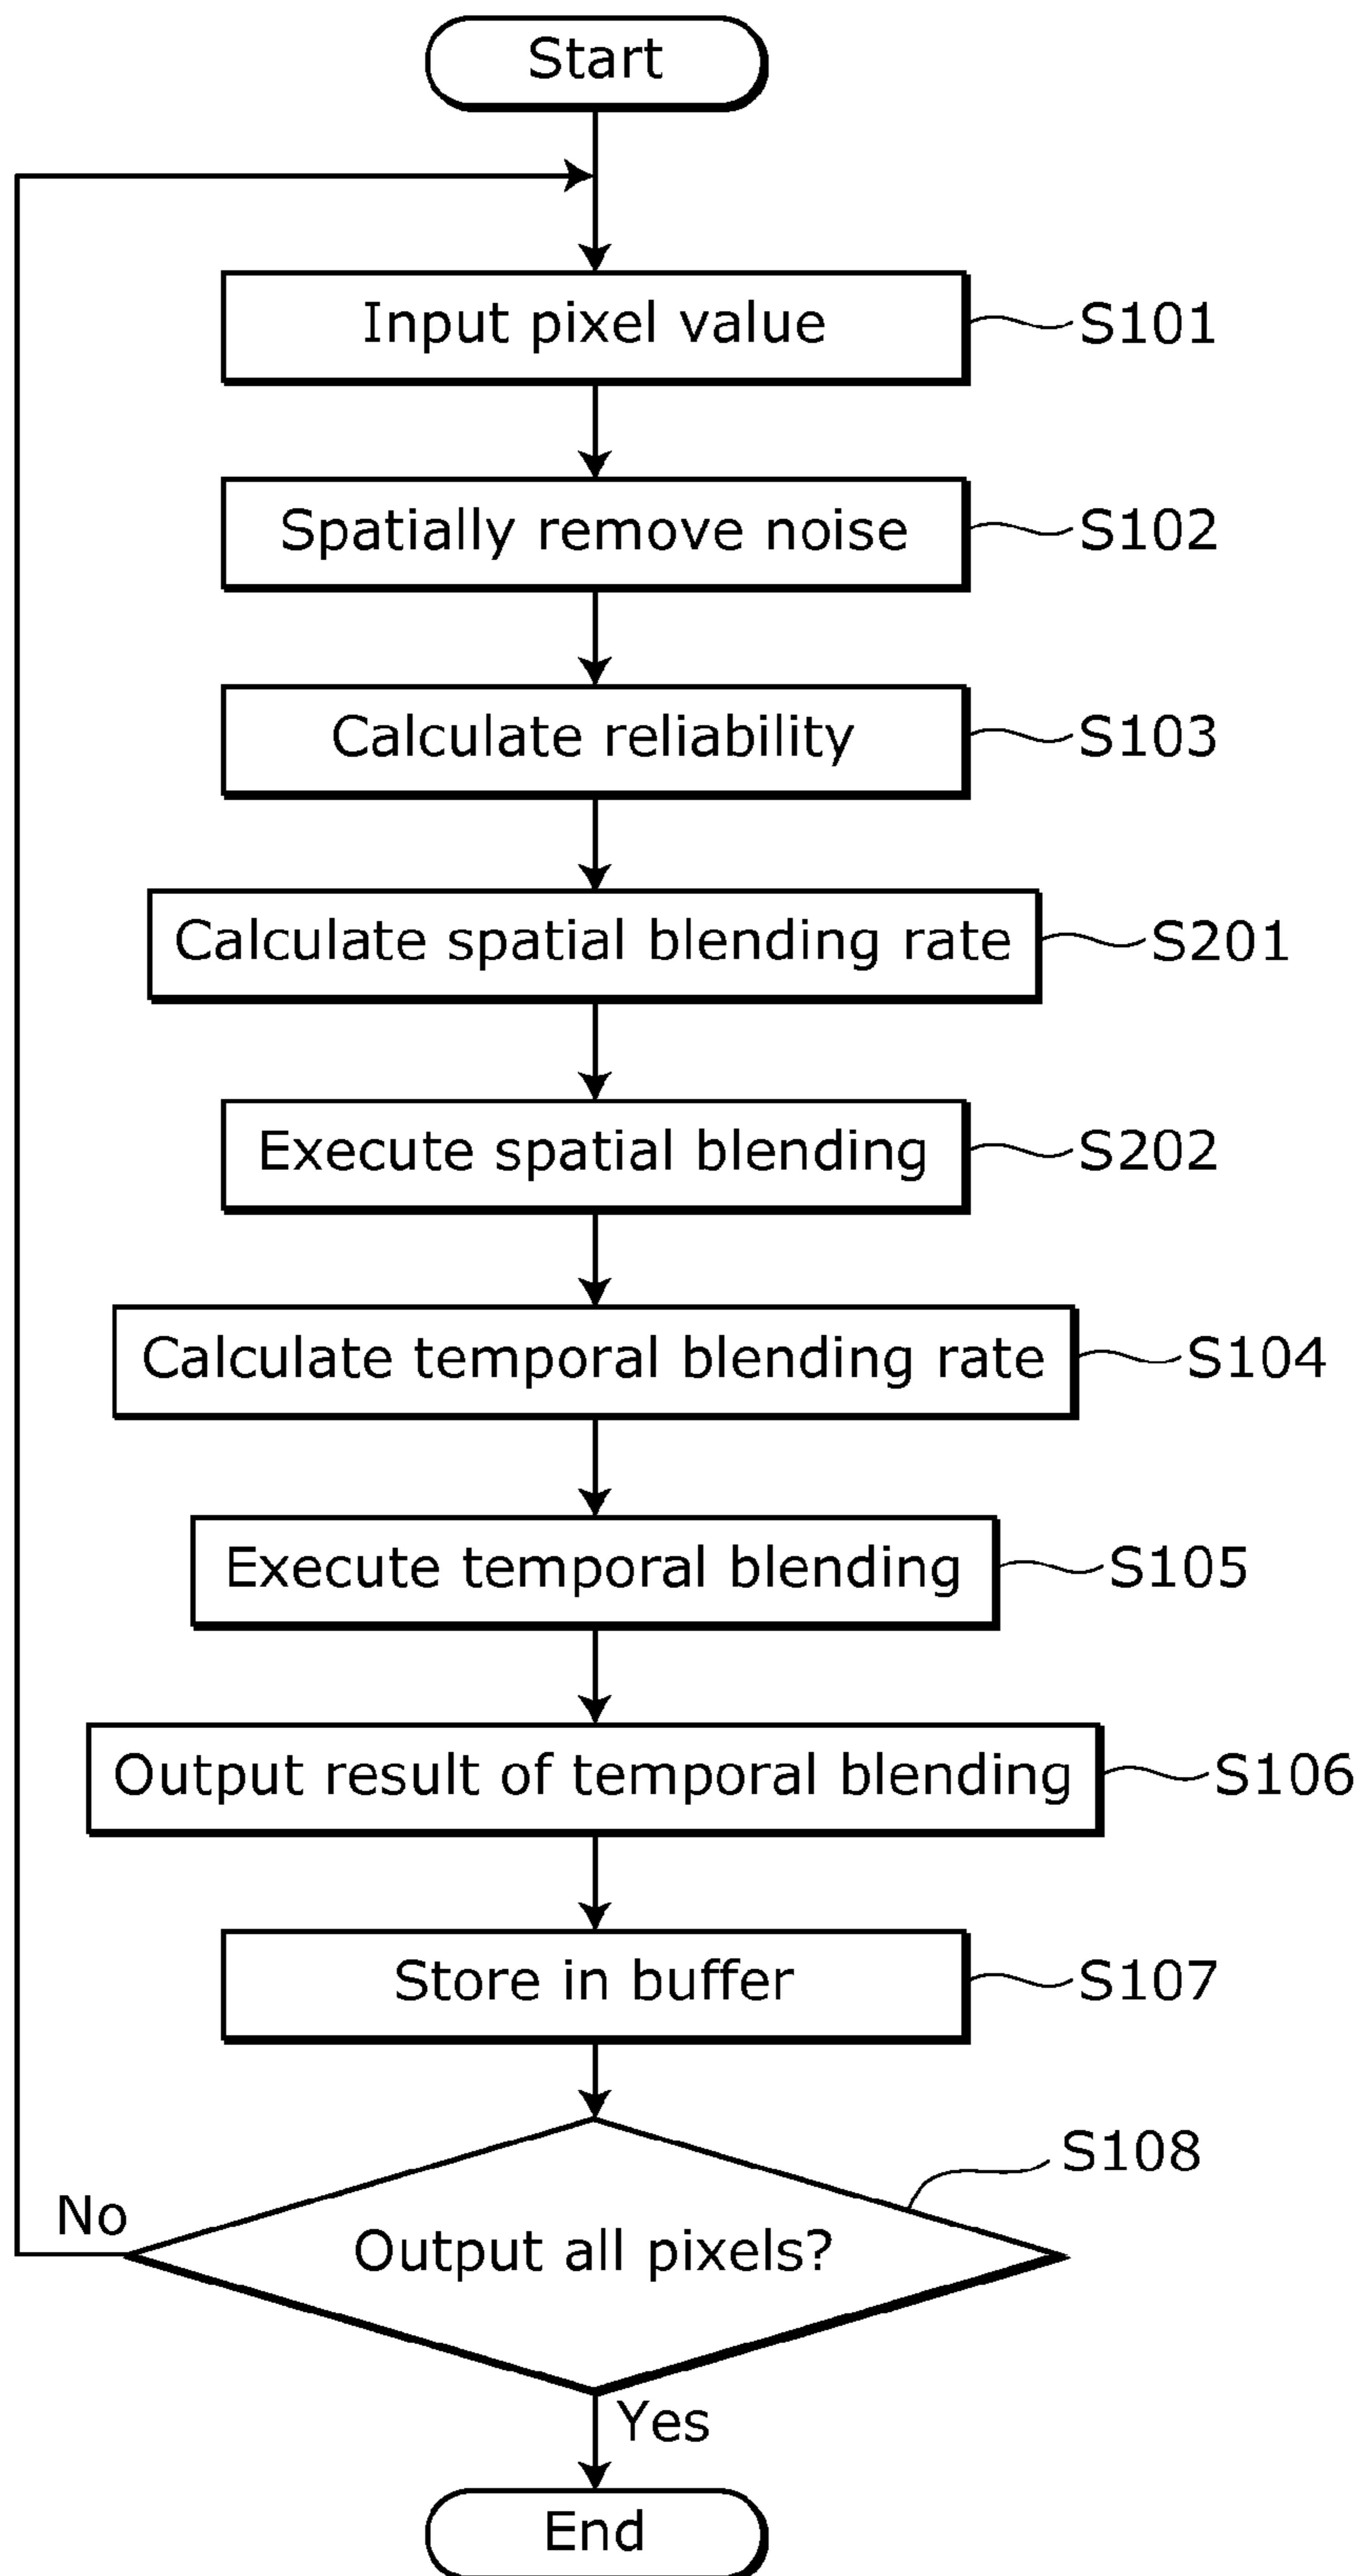 Start
Input pixel value
S101
Spatially remove noise
S102
Calculate reliability
S103
Calculate spatial blending rate
S201
Execute spatial blending
S202
Calculate temporal blending rate
S104
Execute temporal blending
S105
Output result of temporal blending
S106
Store in buffer
S107
S108
No
Output all pixels?
Yes
End